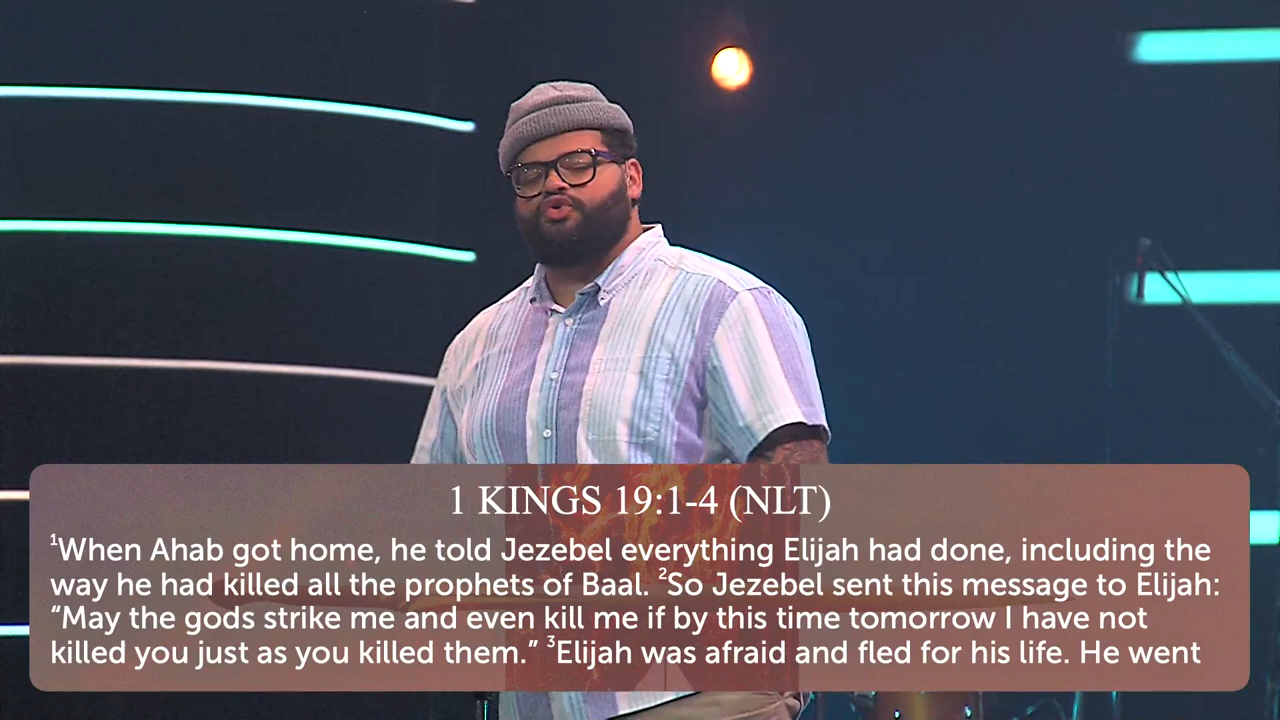 1 KINGS 19:1-4 (NLT)
¹When Ahab got home, he told Jezebel everything Elijah had done, including the
way he had killed all the prophets of Baal. ²So Jezebel sent this message to Elijah:
“May the gods strike me and even kill me if by this time tomorrow I have not
killed you just as you killed them.” ³Elijah was afraid and fled for his life. He went